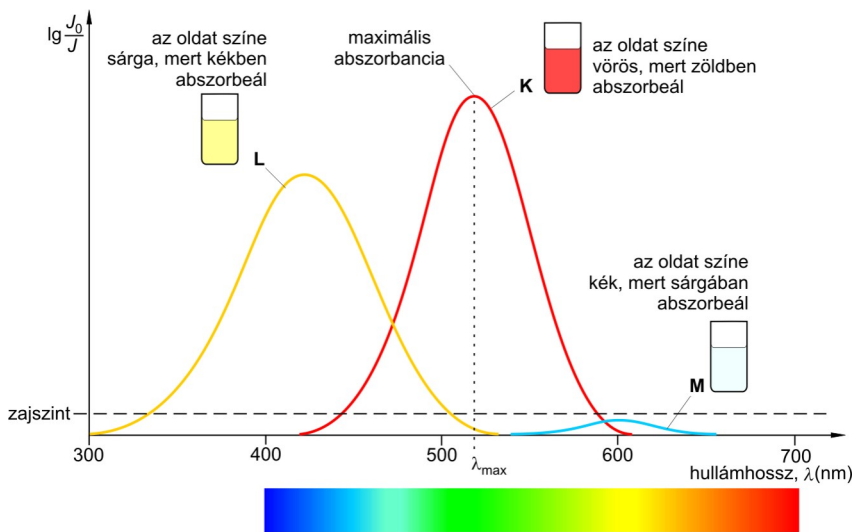 lg J₀/J
az oldat színe
sárga, mert kékben
abszorbeál
L
maximális
abszorbancia
K
az oldat színe
vörös, mert zöldben
abszorbeál
az oldat színe
kék, mert sárgában
abszorbeál
M
zajszint
300
400
500
600
700
λmax
hullámhossz, λ(nm)